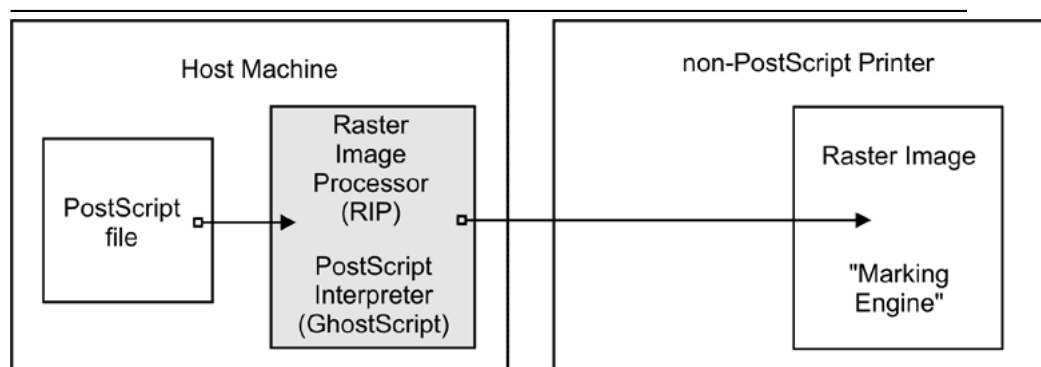 Host Machine
PostScript
file
Raster
Image
Processor
(RIP)
PostScript
Interpreter
(GhostScript)
non-PostScript Printer
Raster Image
"Marking
Engine"